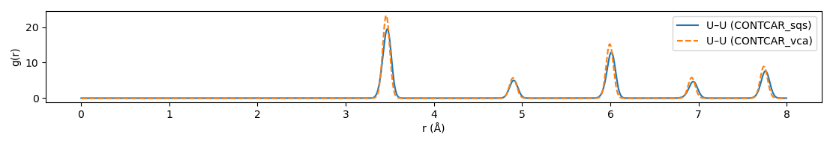 20
10
0
g(r)
U–U (CONTCAR_sqs)
U–U (CONTCAR_vca)
0 1 2 3 4 5 6 7 8
r (Å)